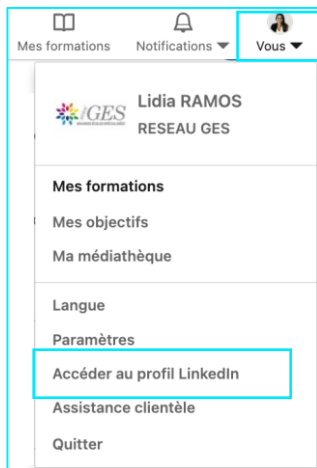 Mes formations
Notifications
Vous
GES
Lidia RAMOS
RESEAU GES
Mes formations
Mes objectifs
Ma médiathèque
Langue
Paramètres
Accéder au profil LinkedIn
Assistance clientèle
Quitter